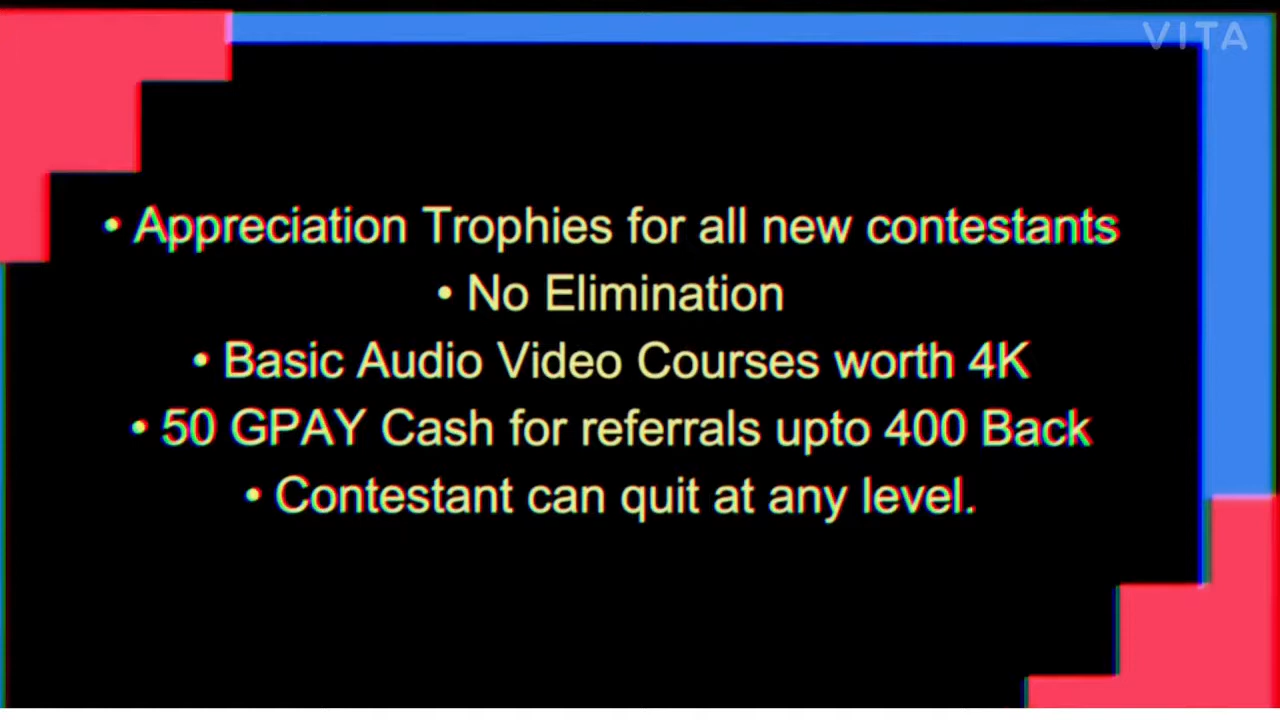 VITA
• Appreciation Trophies for all new contestants
• No Elimination
• Basic Audio Video Courses worth 4K
• 50 GPAY Cash for referrals upto 400 Back
• Contestant can quit at any level.